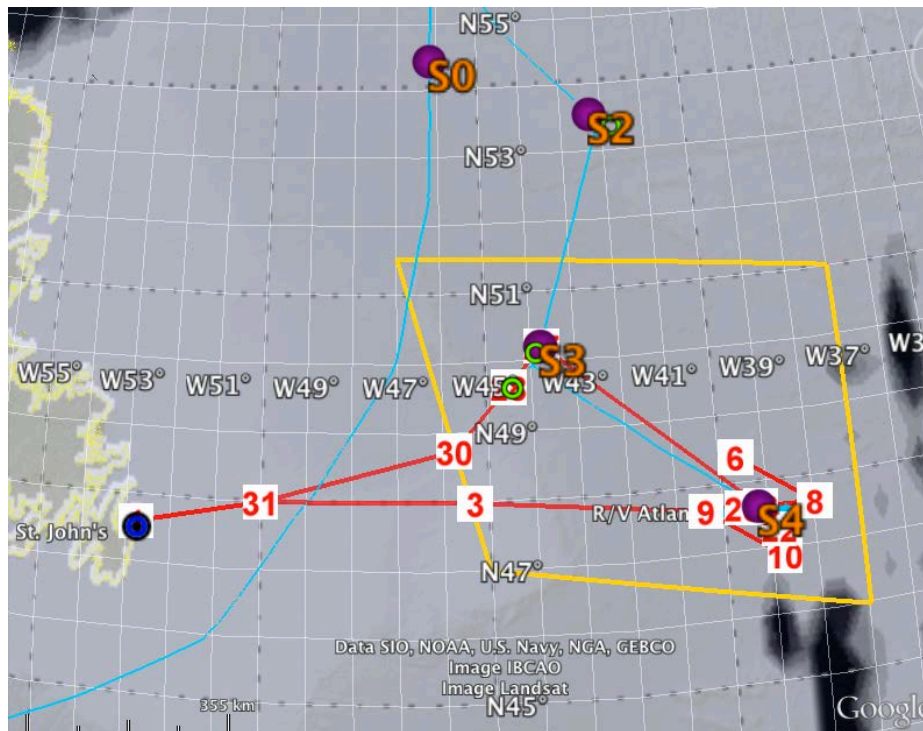 N55°
S0
S2
N53°
N51°
S3
W55° W53° W51° W49° W47° W43° W41° W39° W37°
N49°
30
6
31
3
9
2
8
R/V Atlan
S4
St. John's
10
N47°
Data SIO, NOAA, U.S. Navy, NGA, GEBCO
Image IBCAO
Image Landsat
355 km
N45°
Google